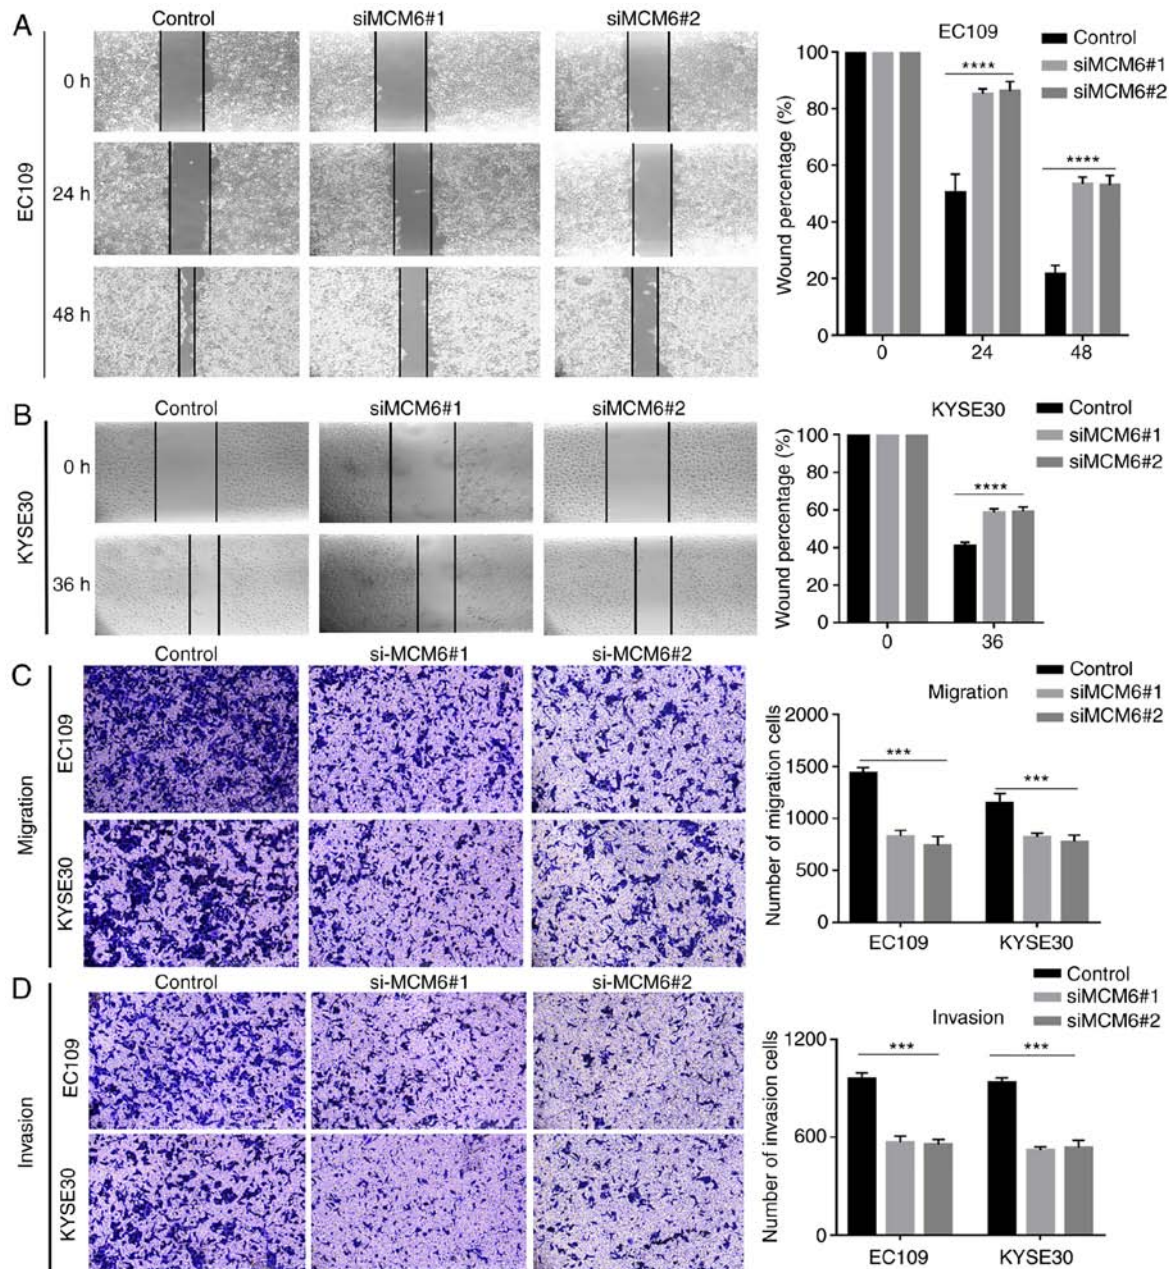 A
Control
siMCM6#1
siMCM6#2
EC109
0 h
24 h
48 h
EC109
Control
siMCM6#1
siMCM6#2
****
****
Wound percentage (%)
100
80
60
40
20
0
0
24
48
B
Control
siMCM6#1
siMCM6#2
KYSE30
0 h
36 h
KYSE30
Control
siMCM6#1
siMCM6#2
****
Wound percentage (%)
100
80
60
40
20
0
0
36
C
Control
si-MCM6#1
si-MCM6#2
Migration
EC109
KYSE30
Control
siMCM6#1
siMCM6#2
Migration
***
***
Number of migration cells
2000
1500
1000
500
0
EC109
KYSE30
D
Control
si-MCM6#1
si-MCM6#2
Invasion
EC109
KYSE30
Control
siMCM6#1
siMCM6#2
Invasion
***
***
Number of invasion cells
1200
600
0
EC109
KYSE30